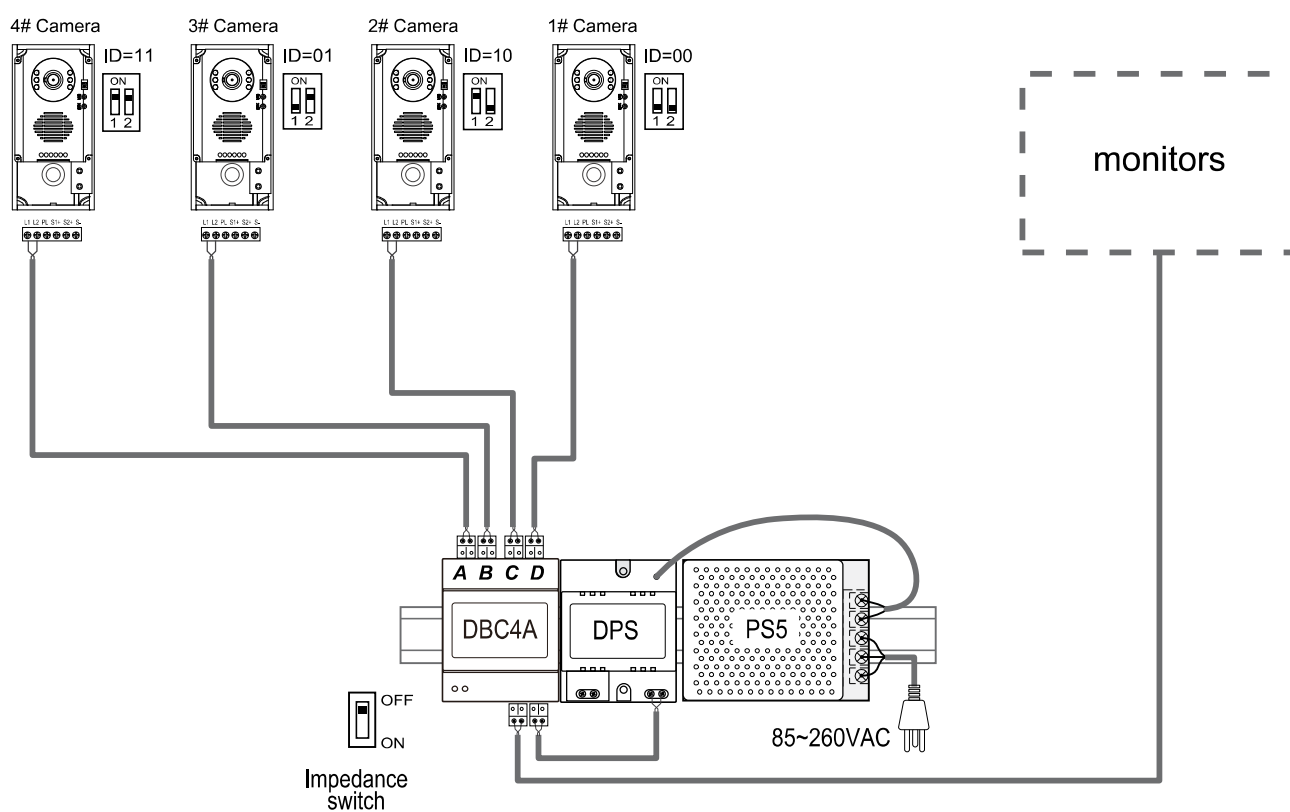 4# Camera
3# Camera
2# Camera
1# Camera
ID=11
ID=01
ID=10
ID=00
ON
1 2
ON
1 2
ON
1 2
ON
1 2
monitors
L1 L2 PL S1+ S2+ S-
L1 L2 PL S1+ S2+ S-
L1 L2 PL S1+ S2+ S-
L1 L2 PL S1+ S2+ S-
A B C D
DBC4A
DPS
PS5
OFF
ON
85~260VAC
Impedance
switch